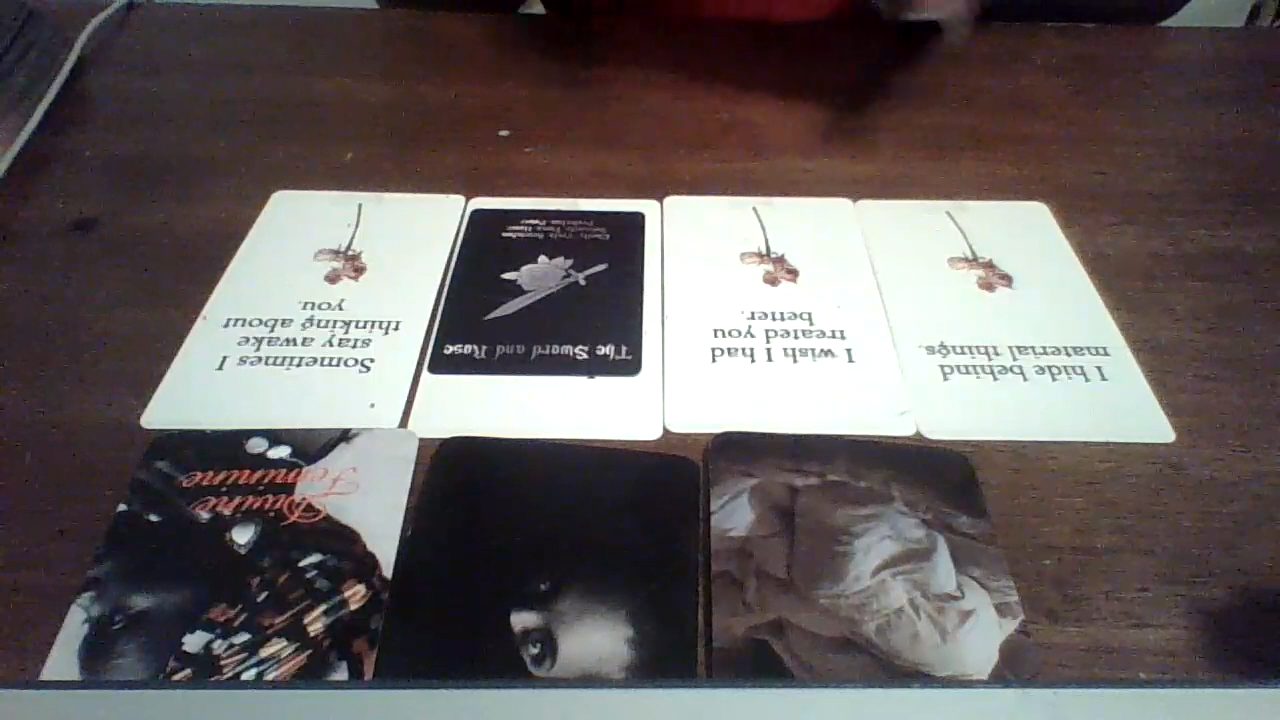 Divine
Feminine
I hide behind
material things.
I wish I had
treated you
better.
The Sword and Rose
Sometimes I
stay awake
thinking about
you.